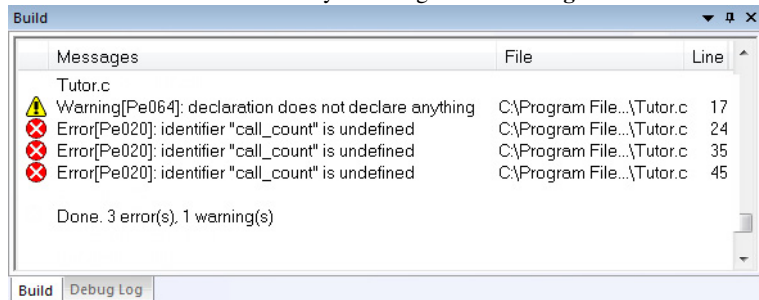 Build
Messages File Line
Tutor.c
Warning[Pe064]: declaration does not declare anything C:\Program File...\Tutor.c 17
Error[Pe020]: identifier "call_count" is undefined C:\Program File...\Tutor.c 24
Error[Pe020]: identifier "call_count" is undefined C:\Program File...\Tutor.c 35
Error[Pe020]: identifier "call_count" is undefined C:\Program File...\Tutor.c 45
Done. 3 error(s), 1 warning(s)
Build Debug Log